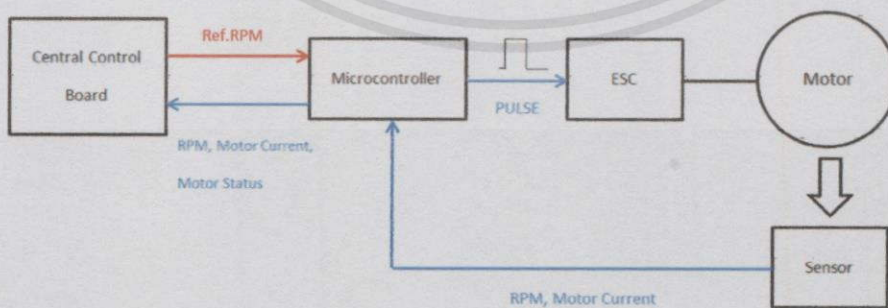 Central Control
Board
Ref.RPM
Microcontroller
PULSE
ESC
Motor
RPM, Motor Current,
Motor Status
Sensor
RPM, Motor Current